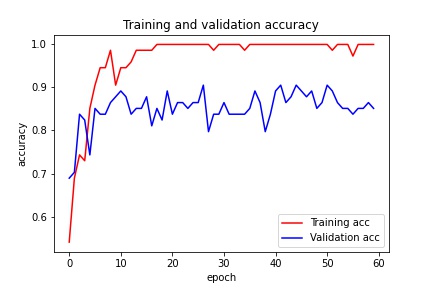 Training and validation accuracy
1.0
0.9
0.8
0.7
0.6
accuracy
Training acc
Validation acc
0 10 20 30 40 50 60
epoch